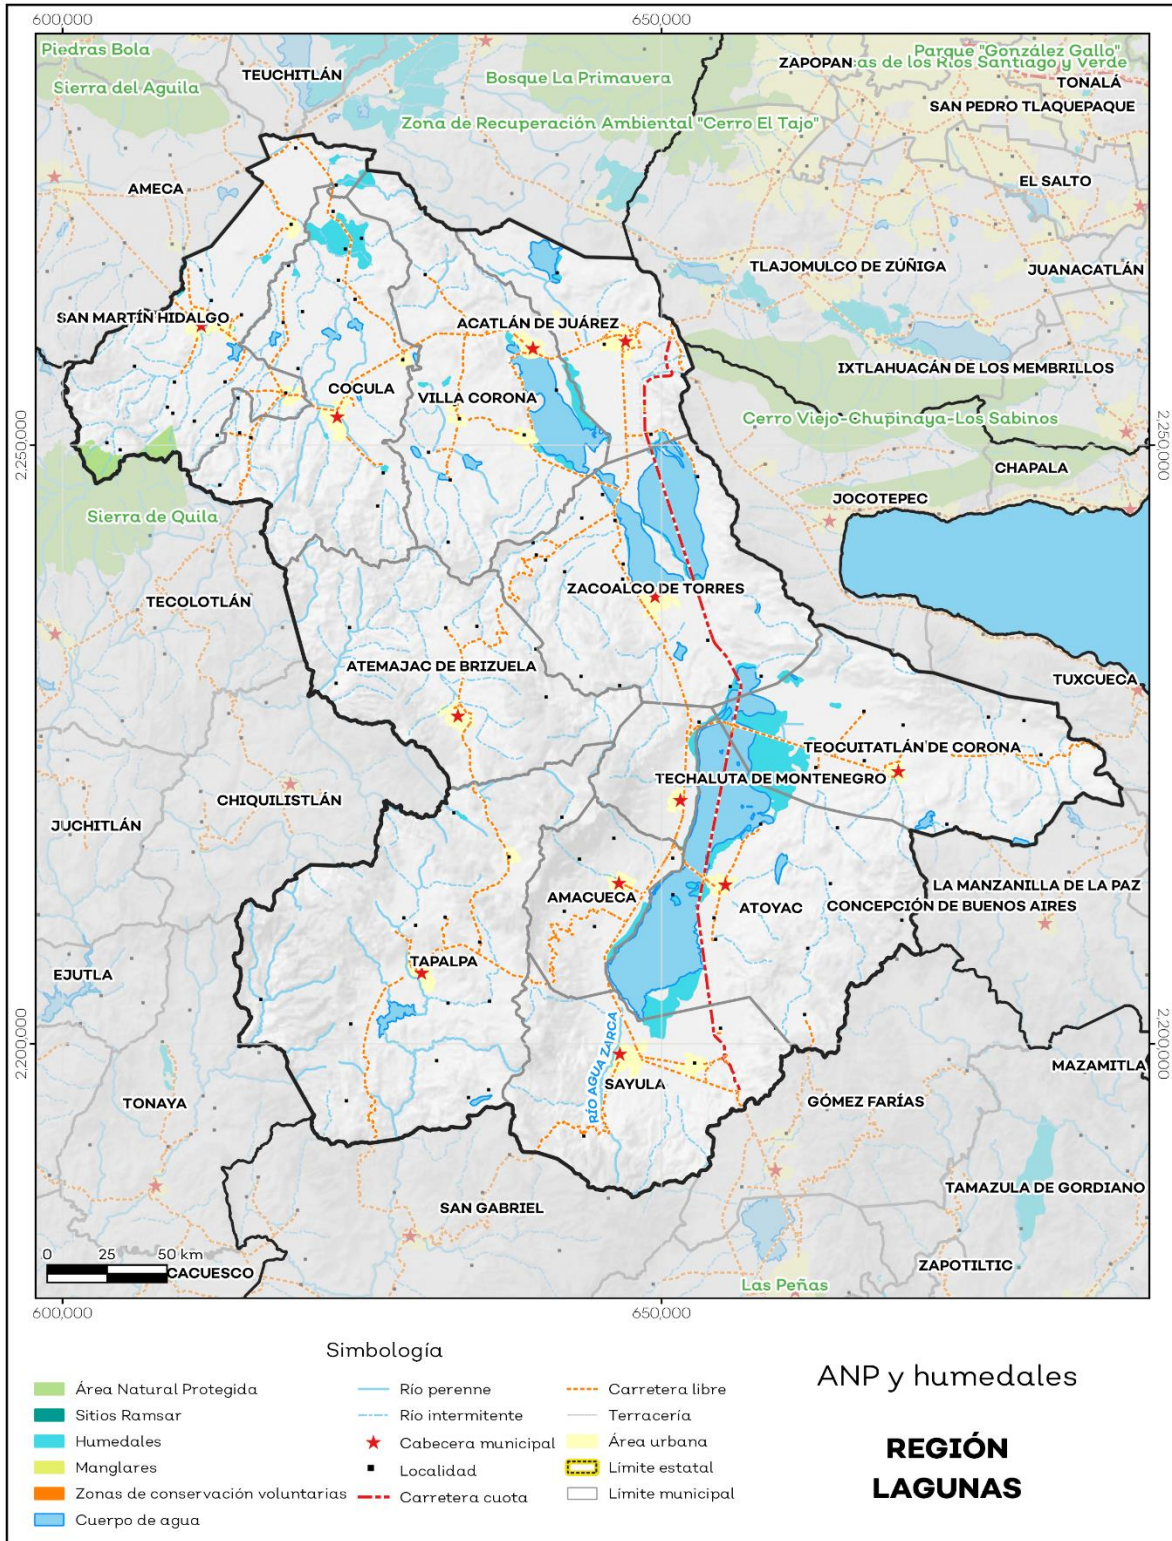 600,000
650,000
Piedras Bola
TEUCHITLÁN
Sierra del Aguila
Bosque La Primavera
Parque "González Gallo"
ZAPOPAN
cas de los Ríos Santiago y Verde
TONALÁ
SAN PEDRO TLAQUEPAQUE
Zona de Recuperación Ambiental "Cerro El Tajo"
AMECA
EL SALTO
TLAJOMULCO DE ZÚÑIGA
JUANACATLÁN
SAN MARTÍN HIDALGO
ACATLÁN DE JUÁREZ
IXTLAHUACÁN DE LOS MEMBRILLOS
COCULA
VILLA CORONA
Cerro Viejo-Chupinaya-Los Sabinos
2,250,000
2,250,000
CHAPALA
JOCOTEPEC
Sierra de Quila
TECOLOTLÁN
ZACOALCO DE TORRES
ATEMAJAC DE BRIZUELA
TUXCUECA
TEOCUITATLÁN DE CORONA
TECHALUTA DE MONTENEGRO
CHIQUILISTLÁN
JUCHITLÁN
LA MANZANILLA DE LA PAZ
AMACUECA
ATOYAC
CONCEPCIÓN DE BUENOS AIRES
TAPALPA
EJUTLA
RÍO AGUA ZARCA
2,200,000
2,200,000
MAZAMITLA
SAYULA
TONAYA
GÓMEZ FARÍAS
TAMAZULA DE GORDIANO
SAN GABRIEL
0 25 50 km
CACUESCO
ZAPOTILTIC
Las Peñas
600,000
650,000
Simbología
Área Natural Protegida
Sitios Ramsar
Humedales
Manglares
Zonas de conservación voluntarias
Cuerpo de agua
Río perenne
Río intermitente
Cabecera municipal
Localidad
Carretera cuota
Carretera libre
Terracería
Área urbana
Límite estatal
Límite municipal
ANP y humedales
REGIÓN
LAGUNAS